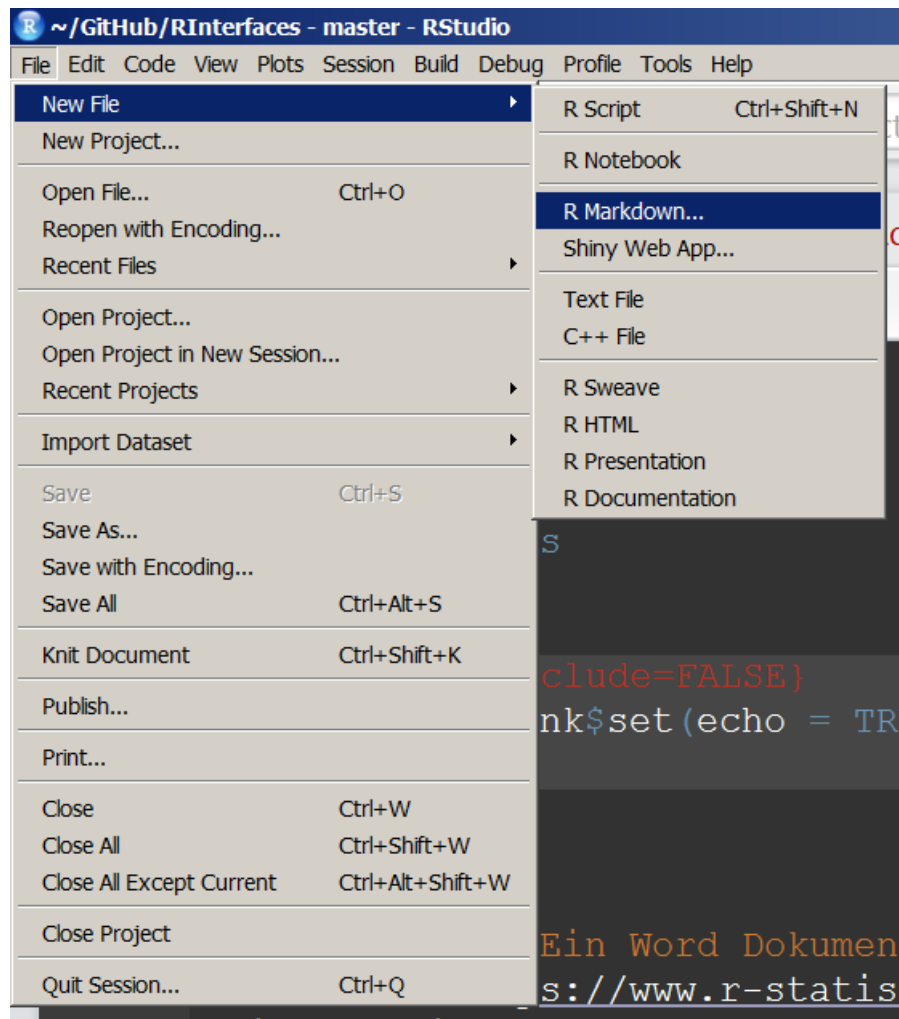 R ~/GitHub/RInterfaces - master - RStudio
File Edit Code View Plots Session Build Debug Profile Tools Help
New File
New Project...
Open File... Ctrl+O
Reopen with Encoding...
Recent Files
Open Project...
Open Project in New Session...
Recent Projects
Import Dataset
Save Ctrl+S
Save As...
Save with Encoding...
Save All Ctrl+Alt+S
Knit Document Ctrl+Shift+K
Publish...
Print...
Close Ctrl+W
Close All Ctrl+Shift+W
Close All Except Current Ctrl+Alt+Shift+W
Close Project
Quit Session... Ctrl+Q
R Script Ctrl+Shift+N
R Notebook
R Markdown...
Shiny Web App...
Text File
C++ File
R Sweave
R HTML
R Presentation
R Documentation
s
clude=FALSE}
nk$set(echo = TR
Ein Word Dokumen
s://www.r-statis